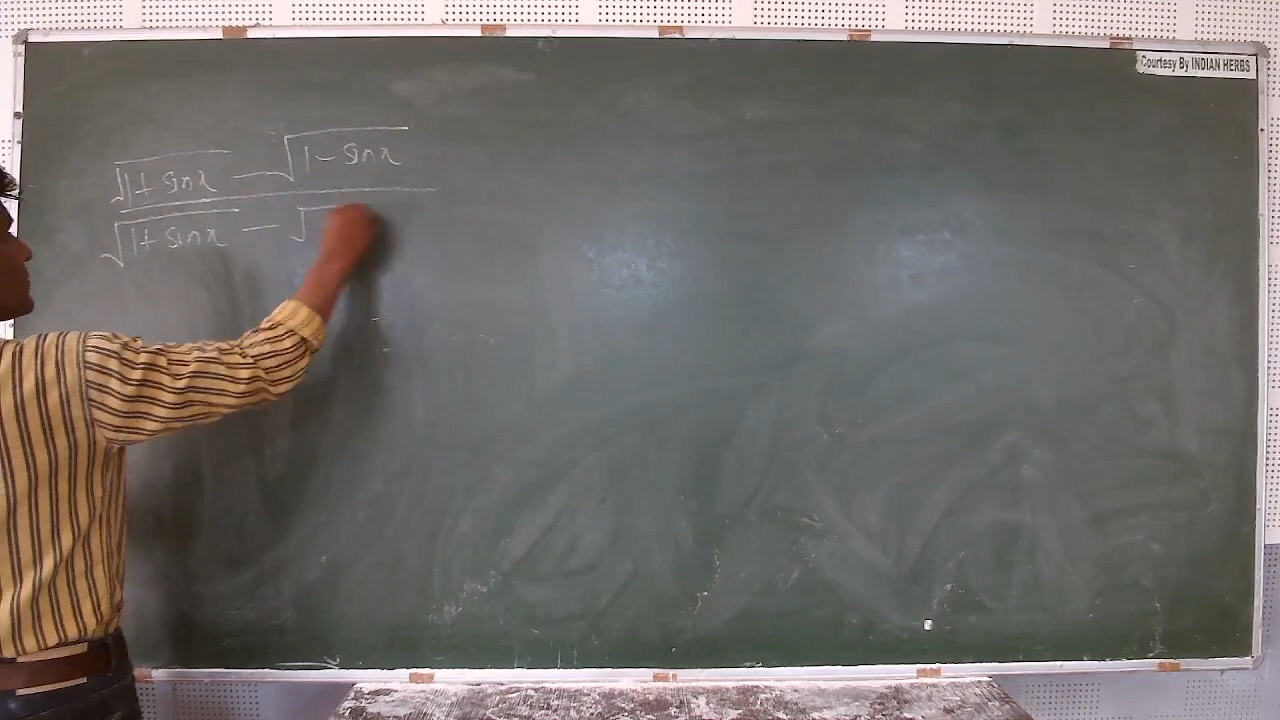 Courtesy By INDIAN HERBS
√1+ sinx — √1- sinx
√1+ sinx — √